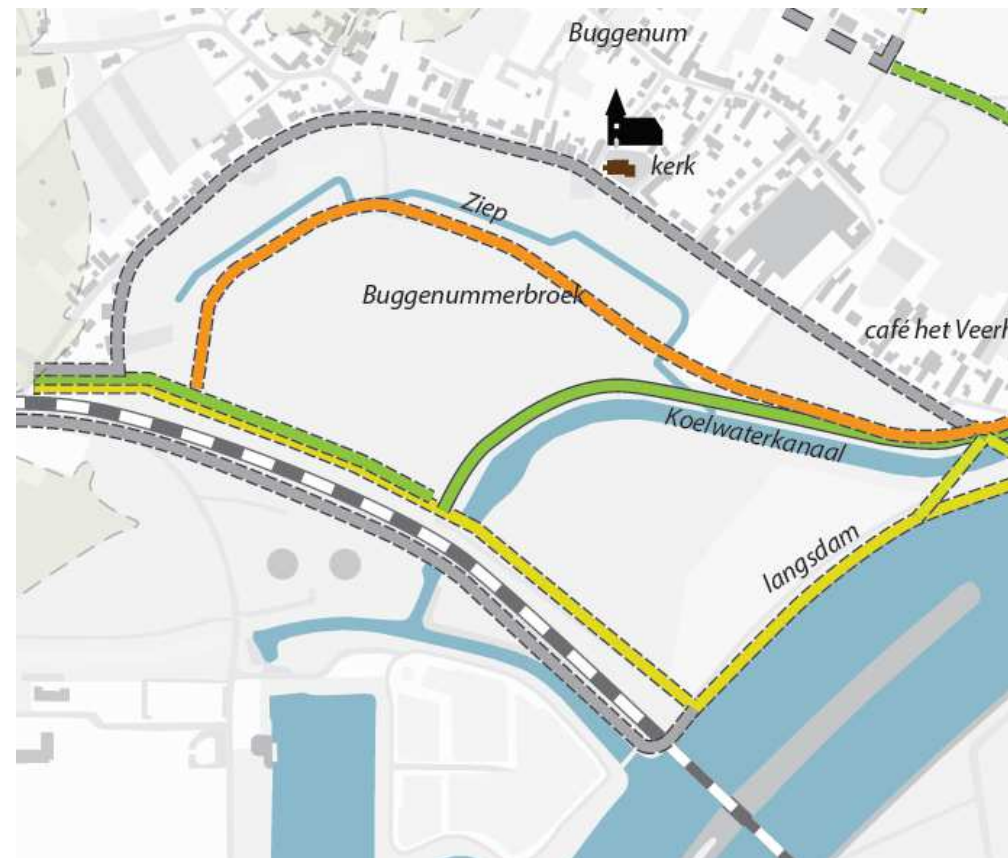 Buggenum
kerk
Ziep
Buggenummerbroek
café het Veerh
Koelwaterkanaal
langsdam